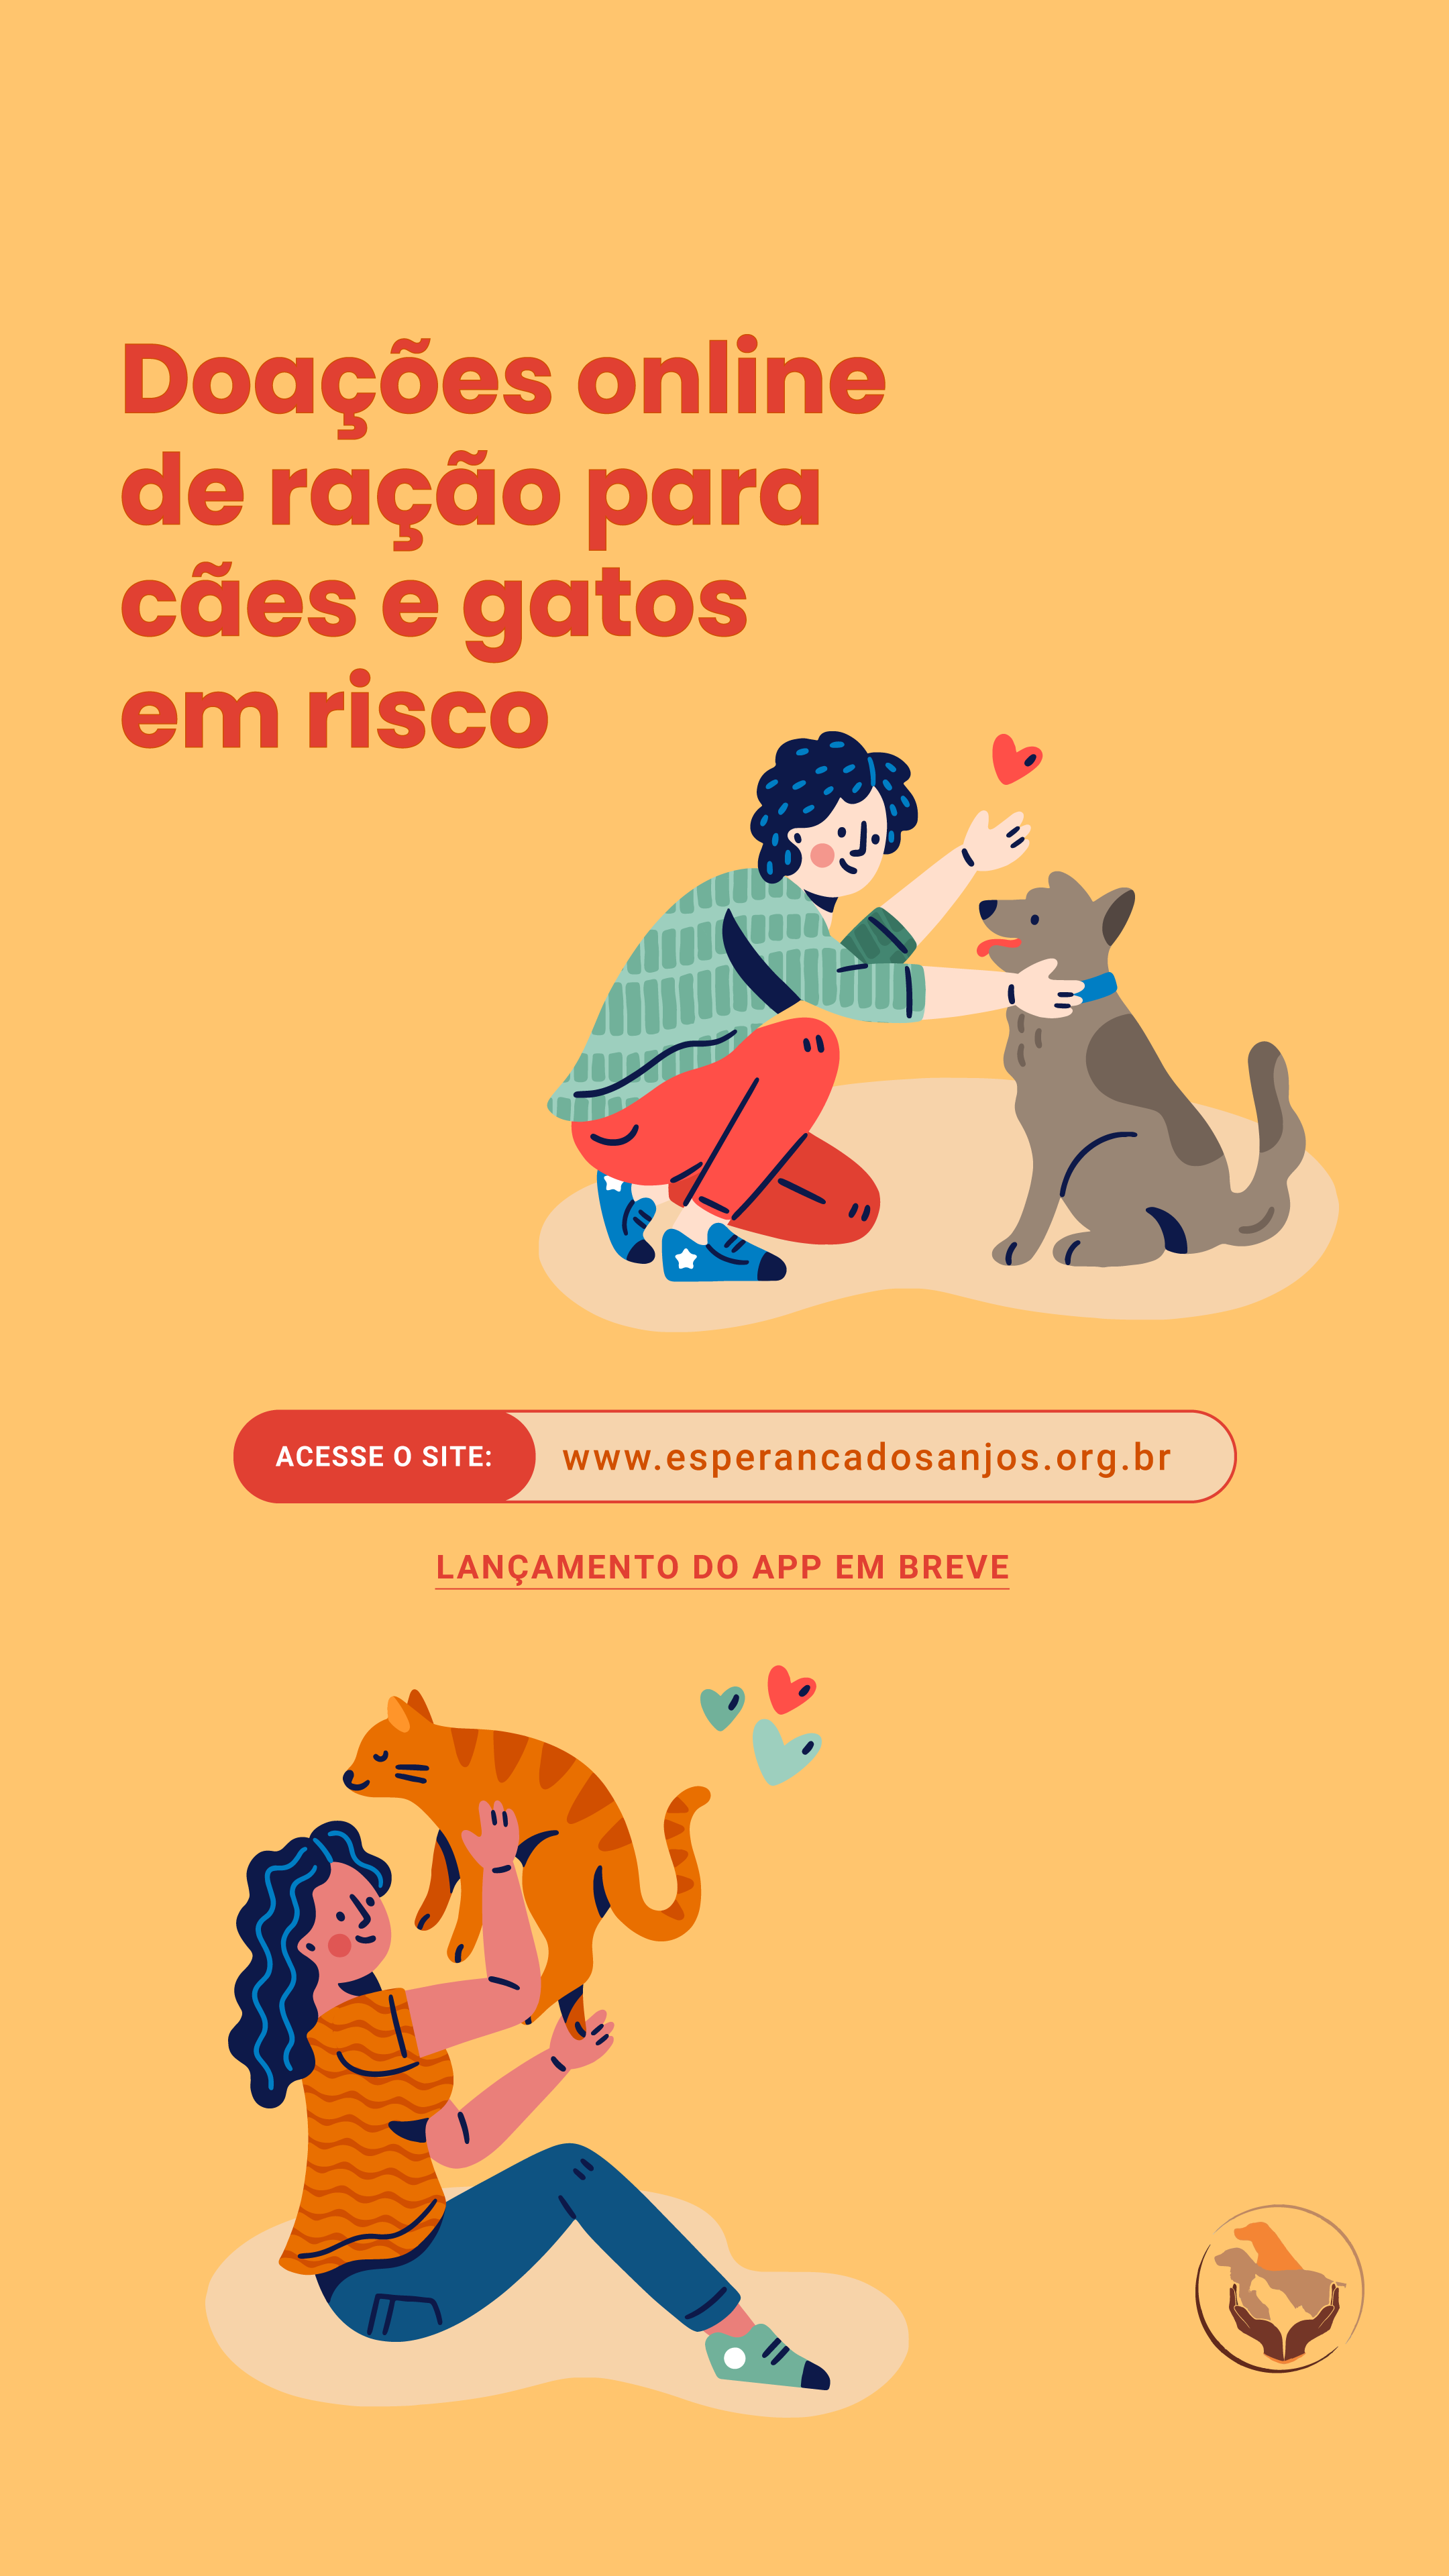 Doações online
de ração para
cães e gatos
em risco
ACESSE O SITE: www.esperancadosanjos.org.br
LANÇAMENTO DO APP EM BREVE